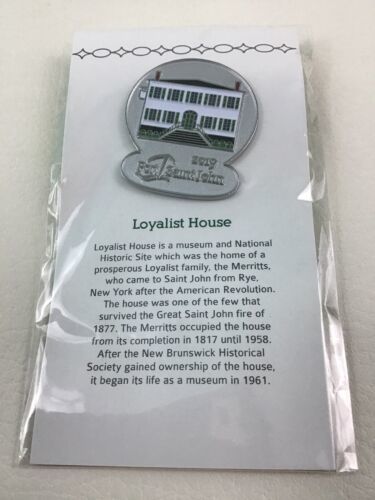 2019
Port Saint John
Loyalist House
Loyalist House is a museum and National
Historic Site which was the home of a
prosperous Loyalist family, the Merritts,
who came to Saint John from Rye,
New York after the American Revolution.
The house was one of the few that
survived the Great Saint John fire of
1877. The Merritts occupied the house
from its completion in 1817 until 1958.
After the New Brunswick Historical
Society gained ownership of the house,
it began its life as a museum in 1961.